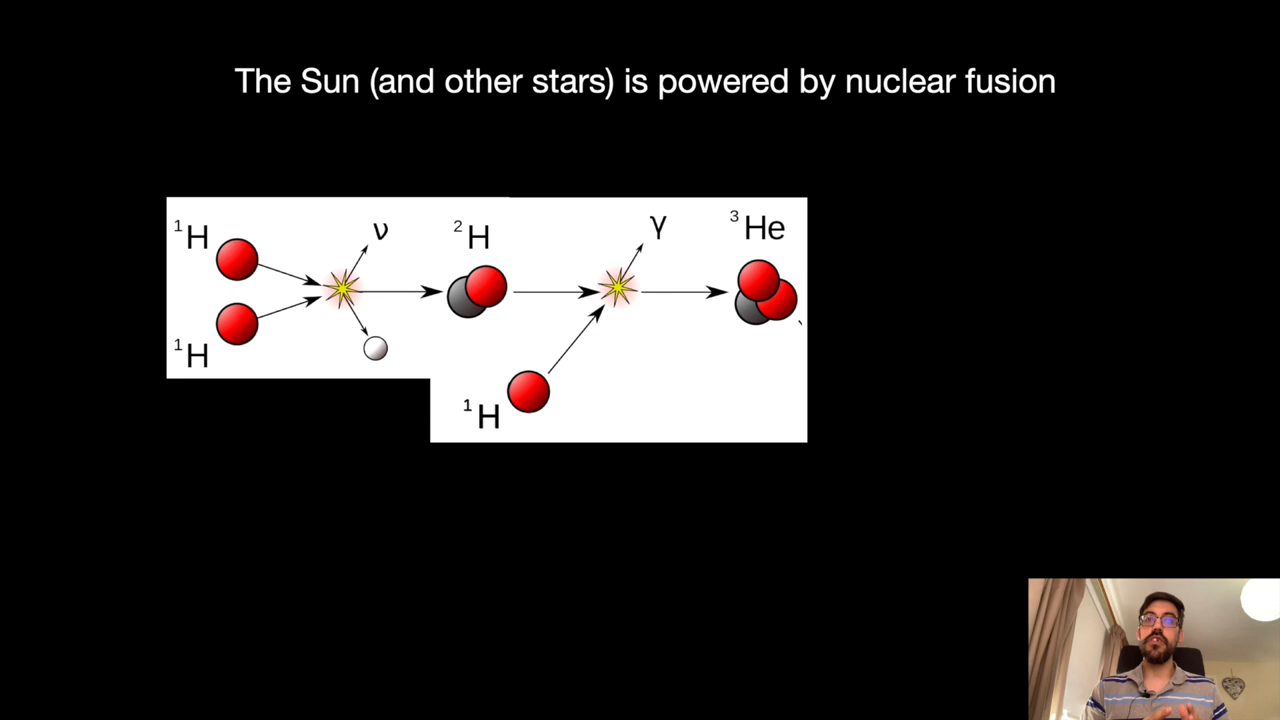 The Sun (and other stars) is powered by nuclear fusion
¹H
¹H
ν
²H
¹H
γ
³He